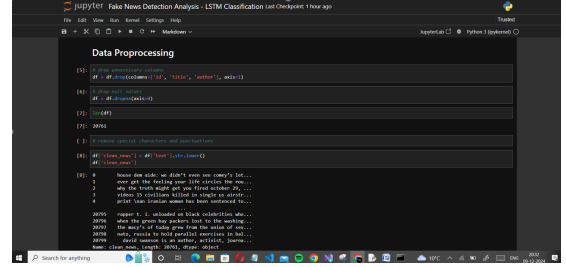 jupyter Fake News Detection Analysis - LSTM Classification Last Checkpoint: 1 hour ago
File Edit View Run Kernel Settings Help Trusted
Markdown JupyterLab Python 3 (ipykernel)
Data Proprocessing
[5]: # drop unnecessary columns
df = df.drop(columns=['id', 'title', 'author'], axis=1)
[6]: # drop null values
df = df.dropna(axis=0)
[7]: len(df)
[7]: 20761
[ ]: # remove special characters and punctuations
[8]: df['clean_news'] = df['text'].str.lower()
df['clean_news']
[8]: 0 house dem aide: we didn't even see comey's let...
1 ever get the feeling your life circles the rou...
2 why the truth might get you fired october 29, ...
3 videos 15 civilians killed in single us airstr...
4 print \nan iranian woman has been sentenced to...
...
20795 rapper t. i. unloaded on black celebrities who...
20796 when the green bay packers lost to the washing...
20797 the macy's of today grew from the union of sev...
20798 nato, russia to hold parallel exercises in bal...
20799 david swanson is an author, activist, journa...
Name: clean_news, Length: 20761, dtype: object
Search for anything 10°C ENG 20:32
09-12-2024